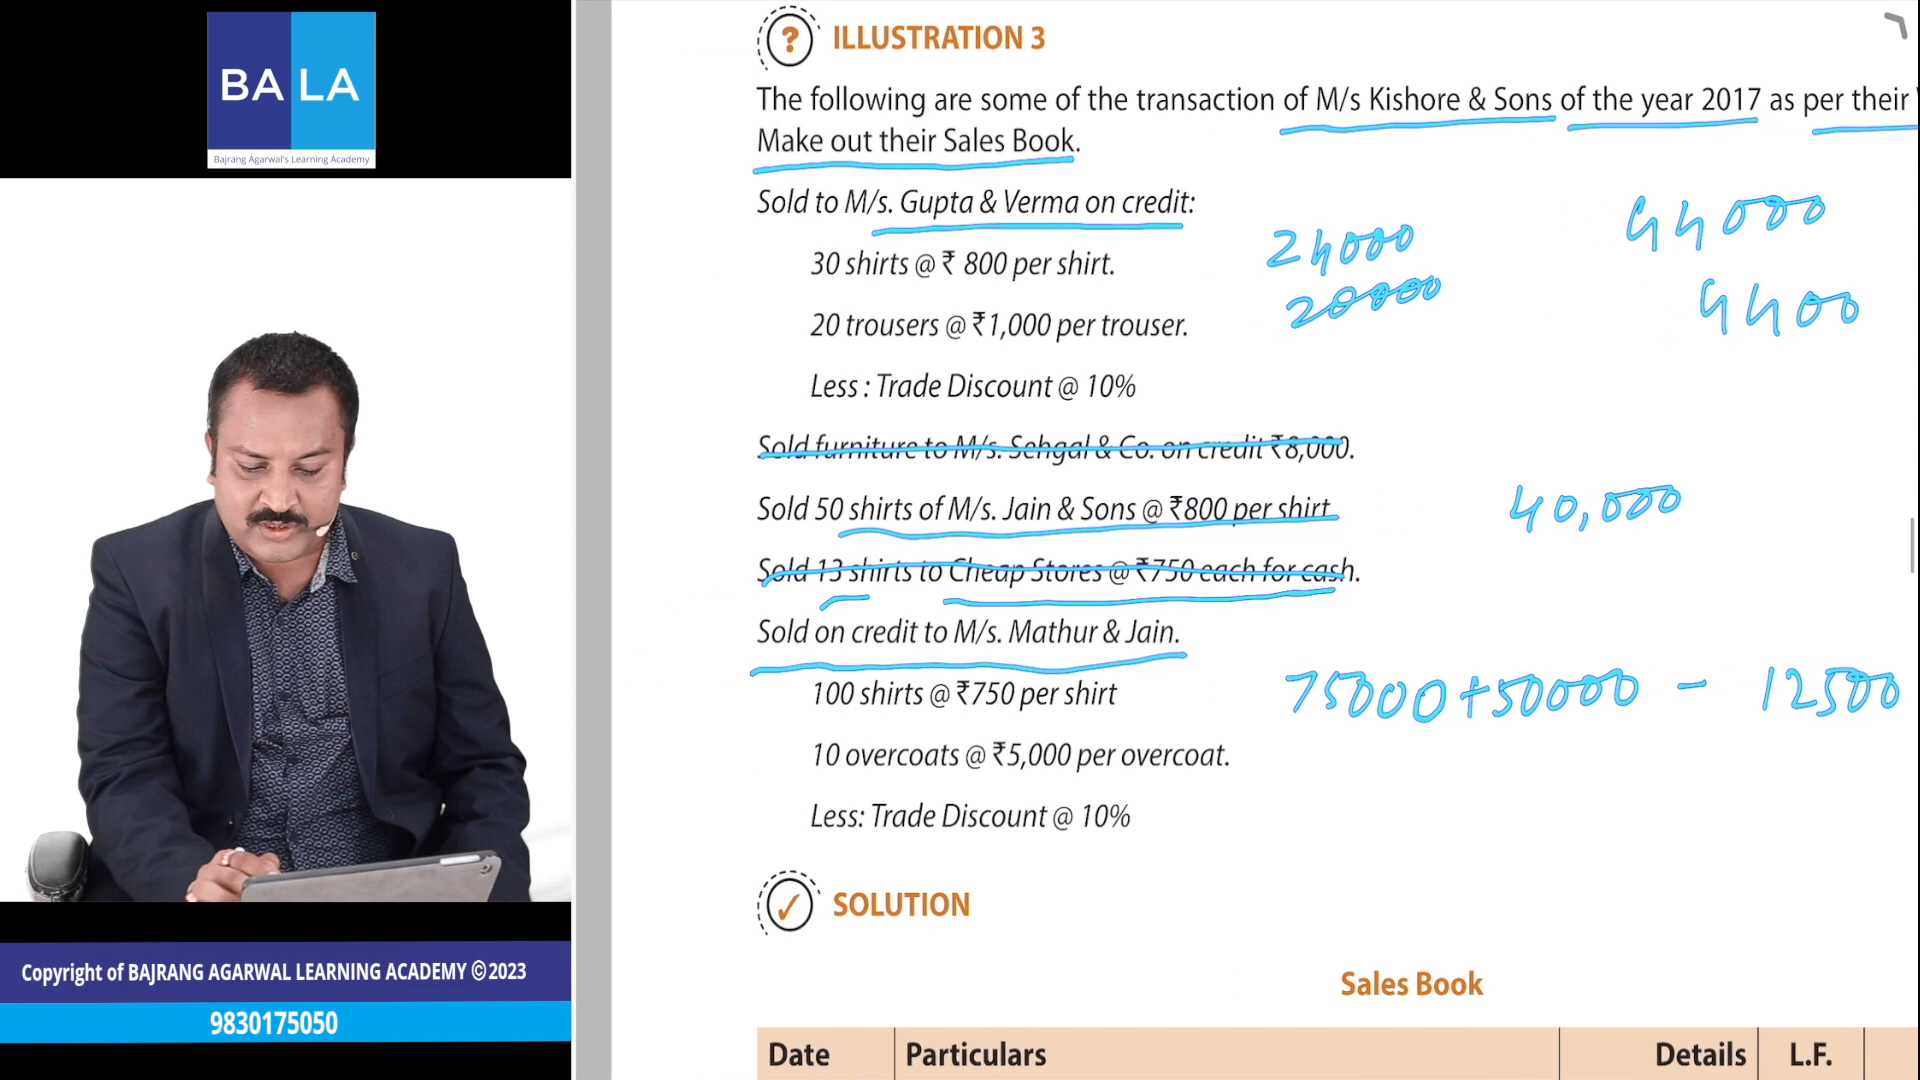 BA LA
Bajrang Agarwal's Learning Academy
? ILLUSTRATION 3
The following are some of the transaction of M/s Kishore & Sons of the year 2017 as per their
Make out their Sales Book.
Sold to M/s. Gupta & Verma on credit:
44000
24000
30 shirts @ ₹ 800 per shirt.
20000
4400
20 trousers @ ₹1,000 per trouser.
Less : Trade Discount @ 10%
Sold furniture to M/s. Sehgal & Co. on credit ₹8,000.
Sold 50 shirts of M/s. Jain & Sons @ ₹800 per shirt
40,000
Sold 13 shirts to Cheap Stores @ ₹750 each for cash.
Sold on credit to M/s. Mathur & Jain.
100 shirts @ ₹750 per shirt
75000+50000 - 12500
10 overcoats @ ₹5,000 per overcoat.
Less: Trade Discount @ 10%
SOLUTION
Sales Book
Date Particulars Details L.F.
Copyright of BAJRANG AGARWAL LEARNING ACADEMY ©2023
9830175050